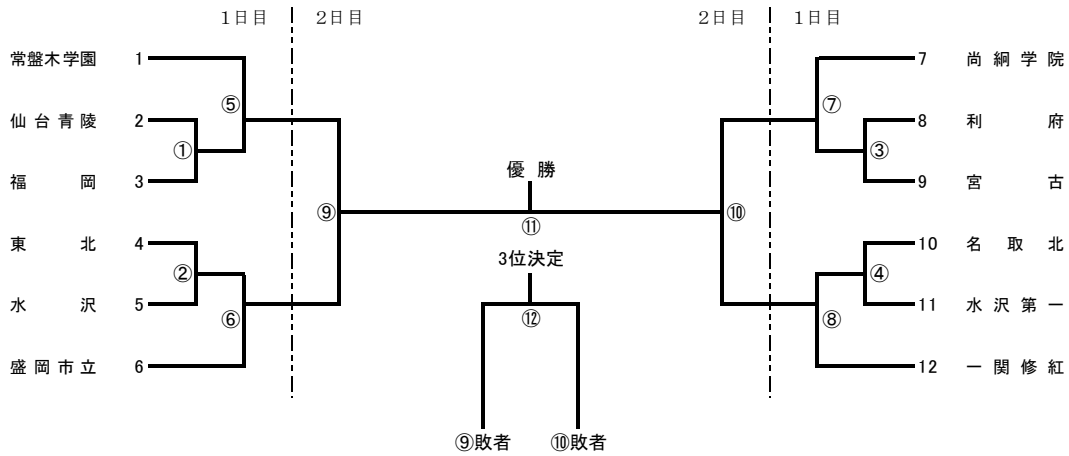 1日目 2日目 2日目 1日目
常盤木学園 1 7 尚絅学院
⑤ ⑦
仙台青陵 2 8 利府
① ③
福岡 3 優勝 9 宮古
⑨ ⑩
⑪
東北 4 3位決定 10 名取北
② ④
水沢 5 11 水沢第一
⑥ ⑫ ⑧
盛岡市立 6 12 一関修紅
⑨敗者 ⑩敗者